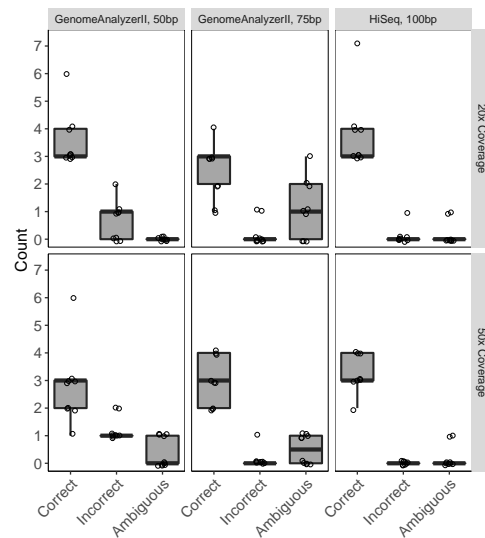 GenomeAnalyzerII, 50bp
GenomeAnalyzerII, 75bp
HiSeq, 100bp
7
6
5
4
3
2
1
0
20x Coverage
Count
7
6
5
4
3
2
1
0
50x Coverage
Correct
Incorrect
Ambiguous
Correct
Incorrect
Ambiguous
Correct
Incorrect
Ambiguous